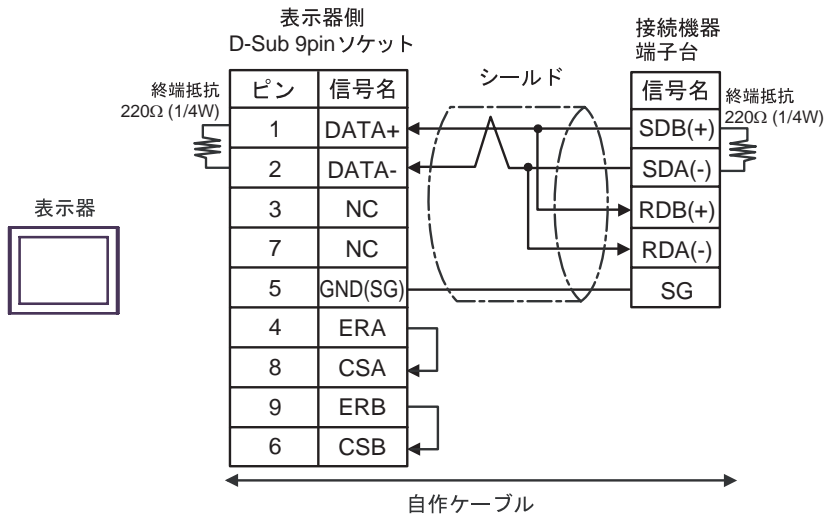 表示器側
D-Sub 9pinソケット
接続機器
端子台
シールド
終端抵抗
220Ω (1/4W)
ピン 信号名
1 DATA+
2 DATA-
3 NC
7 NC
5 GND(SG)
4 ERA
8 CSA
9 ERB
6 CSB
信号名
SDB(+)
SDA(-)
RDB(+)
RDA(-)
SG
終端抵抗
220Ω (1/4W)
表示器
自作ケーブル